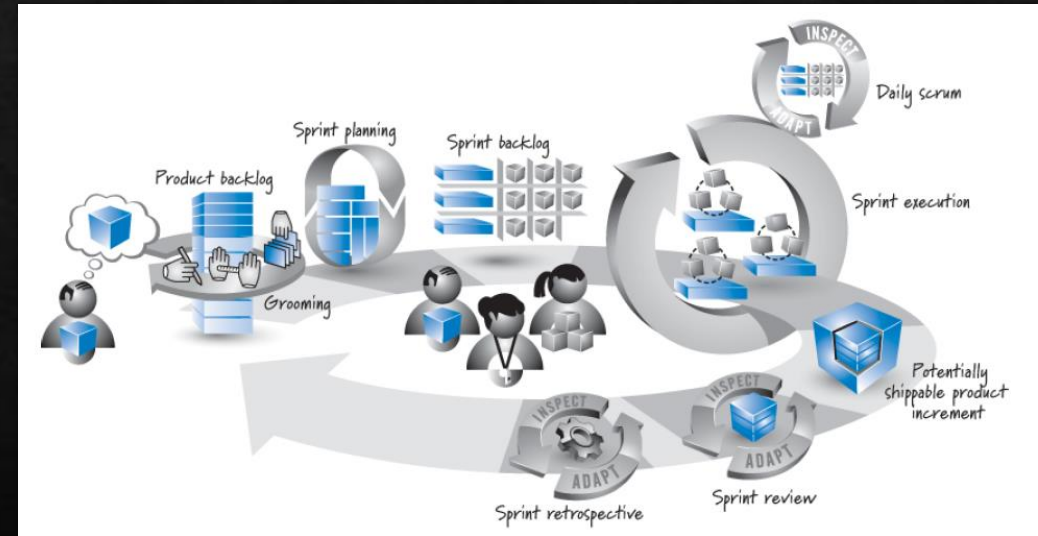 INSPECT
ADAPT
Daily scrum
Sprint planning
Sprint backlog
Product backlog
Sprint execution
Grooming
Potentially
shippable product
increment
INSPECT
ADAPT
Sprint review
INSPECT
ADAPT
Sprint retrospective